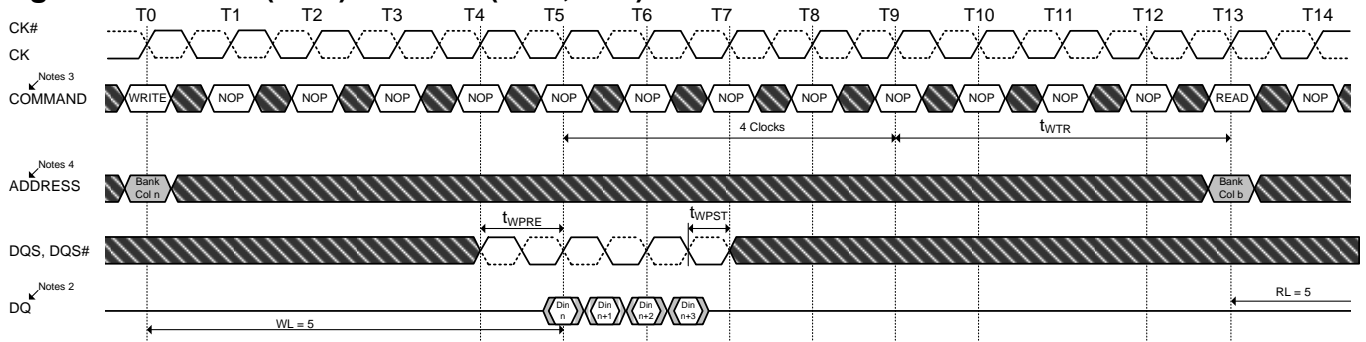 T0 T1 T2 T3 T4 T5 T6 T7 T8 T9 T10 T11 T12 T13 T14
CK#
CK
Notes 3
COMMAND WRITE NOP NOP NOP NOP NOP NOP NOP NOP NOP NOP NOP NOP READ NOP
4 Clocks tWTR
Notes 4
ADDRESS Bank Col n Bank Col b
tWPRE tWPST
DQS, DQS#
Notes 2
DQ Din n Din n+1 Din n+2 Din n+3
RL = 5
WL = 5